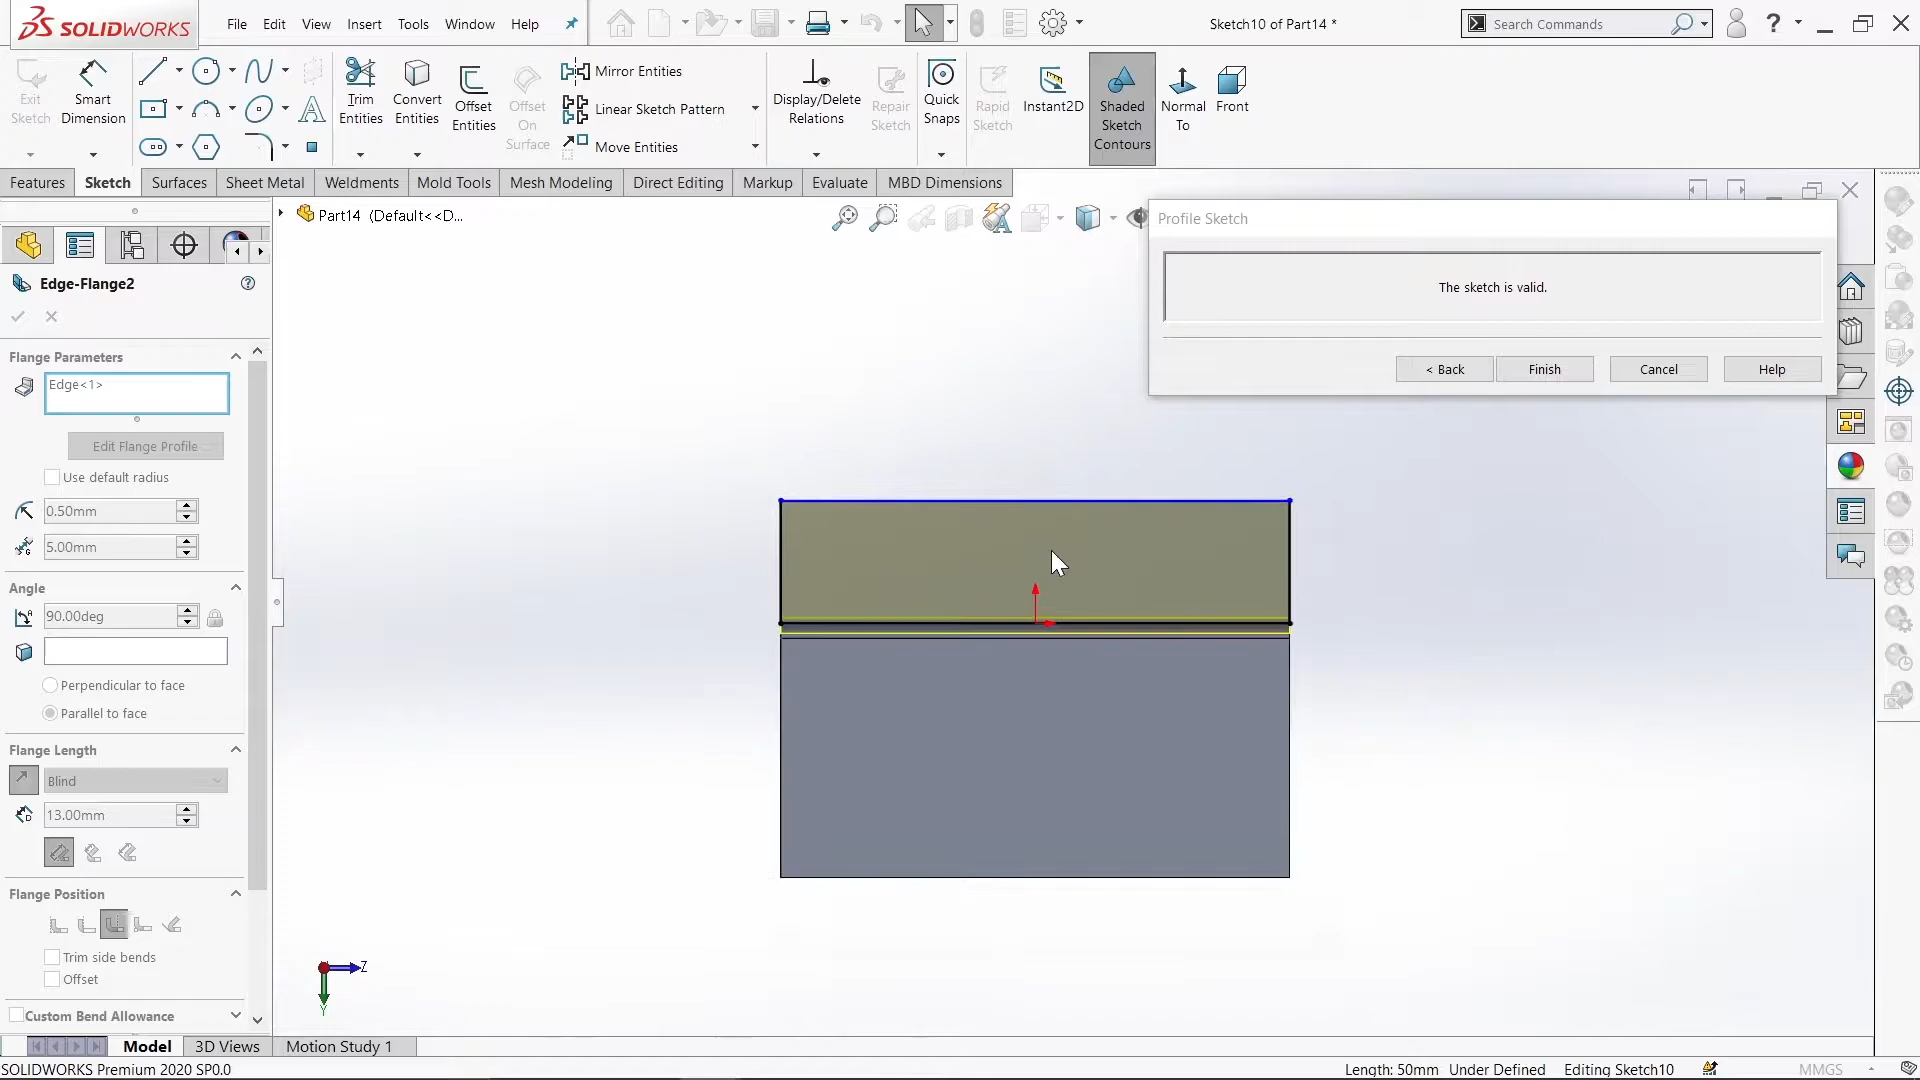 SOLIDWORKS
File Edit View Insert Tools Window Help
Sketch10 of Part14 *
Search Commands
?
Exit Sketch
Smart Dimension
Trim Entities
Convert Entities
Offset Entities
Offset On Surface
Mirror Entities
Linear Sketch Pattern
Move Entities
Display/Delete Relations
Repair Sketch
Quick Snaps
Rapid Sketch
Instant2D
Shaded Sketch Contours
Normal To
Front
Features Sketch Surfaces Sheet Metal Weldments Mold Tools Mesh Modeling Direct Editing Markup Evaluate MBD Dimensions
Part14 (Default<<D...
Profile Sketch
The sketch is valid.
< Back Finish Cancel Help
Edge-Flange2
Flange Parameters
Edge<1>
Edit Flange Profile
Use default radius
0.50mm
5.00mm
Angle
90.00deg
Perpendicular to face
Parallel to face
Flange Length
Blind
13.00mm
Flange Position
Trim side bends
Offset
Custom Bend Allowance
Z
Y
Model 3D Views Motion Study 1
SOLIDWORKS Premium 2020 SP0.0
Length: 50mm Under Defined Editing Sketch10 MMGS